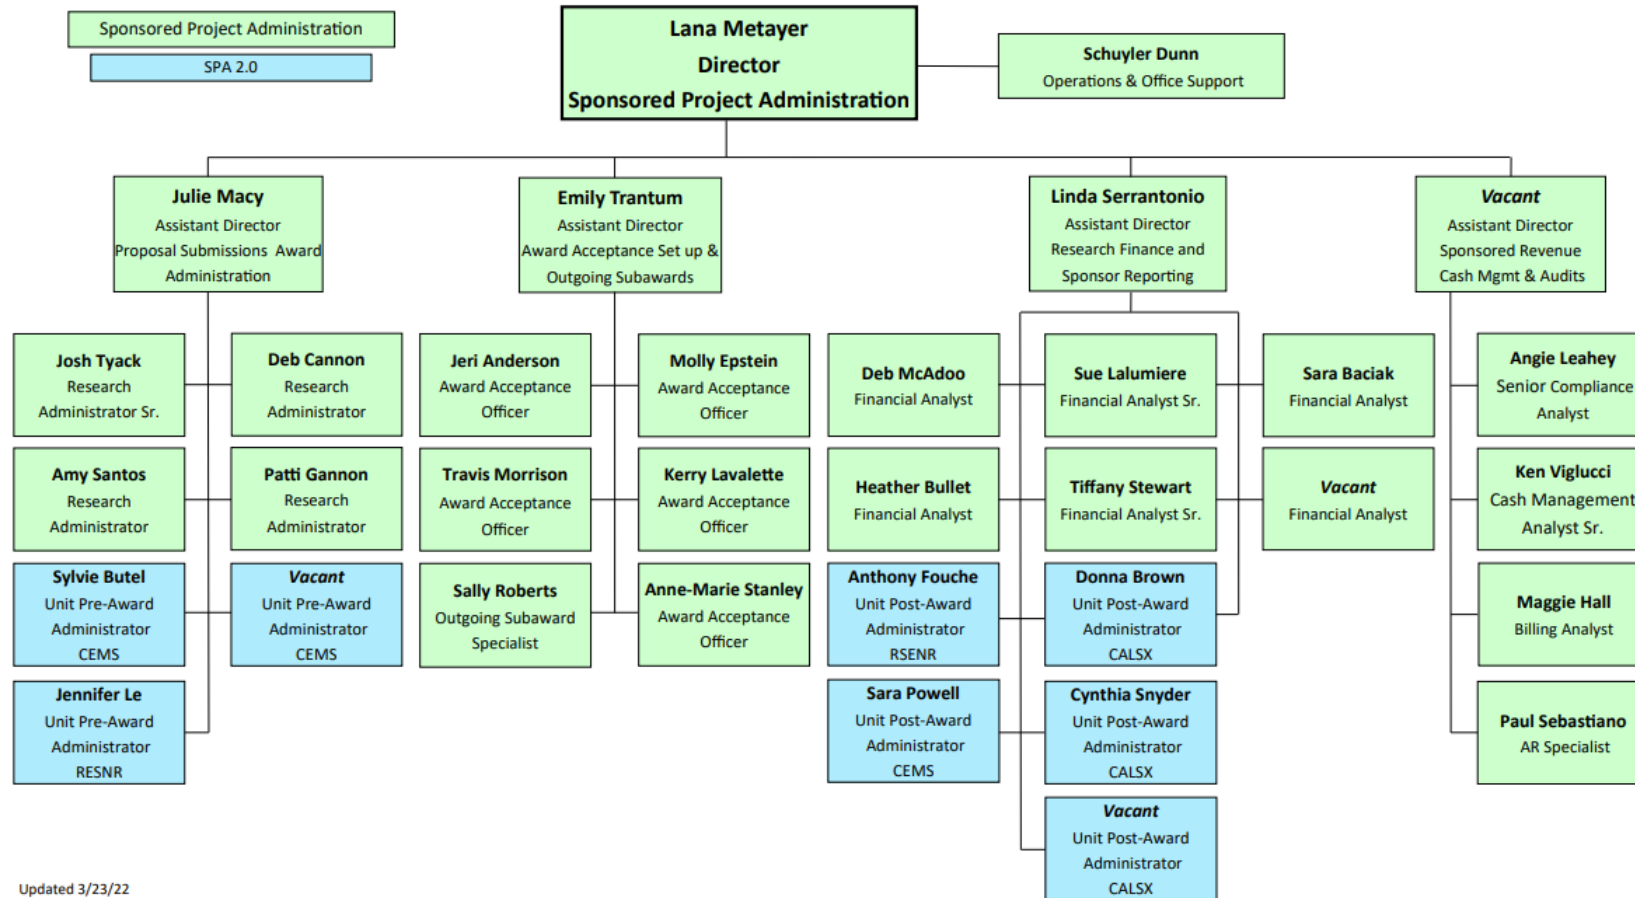 Sponsored Project Administration
SPA 2.0
Lana Metayer
Director
Sponsored Project Administration
Schuyler Dunn
Operations & Office Support
Julie Macy
Assistant Director
Proposal Submissions Award
Administration
Emily Trantum
Assistant Director
Award Acceptance Set up &
Outgoing Subawards
Linda Serrantonio
Assistant Director
Research Finance and
Sponsor Reporting
Vacant
Assistant Director
Sponsored Revenue
Cash Mgmt & Audits
Josh Tyack
Research
Administrator Sr.
Deb Cannon
Research
Administrator
Jeri Anderson
Award Acceptance
Officer
Molly Epstein
Award Acceptance
Officer
Deb McAdoo
Financial Analyst
Sue Lalumiere
Financial Analyst Sr.
Sara Baciak
Financial Analyst
Angie Leahey
Senior Compliance
Analyst
Amy Santos
Research
Administrator
Patti Gannon
Research
Administrator
Travis Morrison
Award Acceptance
Officer
Kerry Lavalette
Award Acceptance
Officer
Heather Bullet
Financial Analyst
Tiffany Stewart
Financial Analyst Sr.
Vacant
Financial Analyst
Ken Viglucci
Cash Management
Analyst Sr.
Sylvie Butel
Unit Pre-Award
Administrator
CEMS
Vacant
Unit Pre-Award
Administrator
CEMS
Sally Roberts
Outgoing Subaward
Specialist
Anne-Marie Stanley
Award Acceptance
Officer
Anthony Fouche
Unit Post-Award
Administrator
RSENR
Donna Brown
Unit Post-Award
Administrator
CALSX
Maggie Hall
Billing Analyst
Jennifer Le
Unit Pre-Award
Administrator
RESNR
Sara Powell
Unit Post-Award
Administrator
CEMS
Cynthia Snyder
Unit Post-Award
Administrator
CALSX
Paul Sebastiano
AR Specialist
Vacant
Unit Post-Award
Administrator
CALSX
Updated 3/23/22